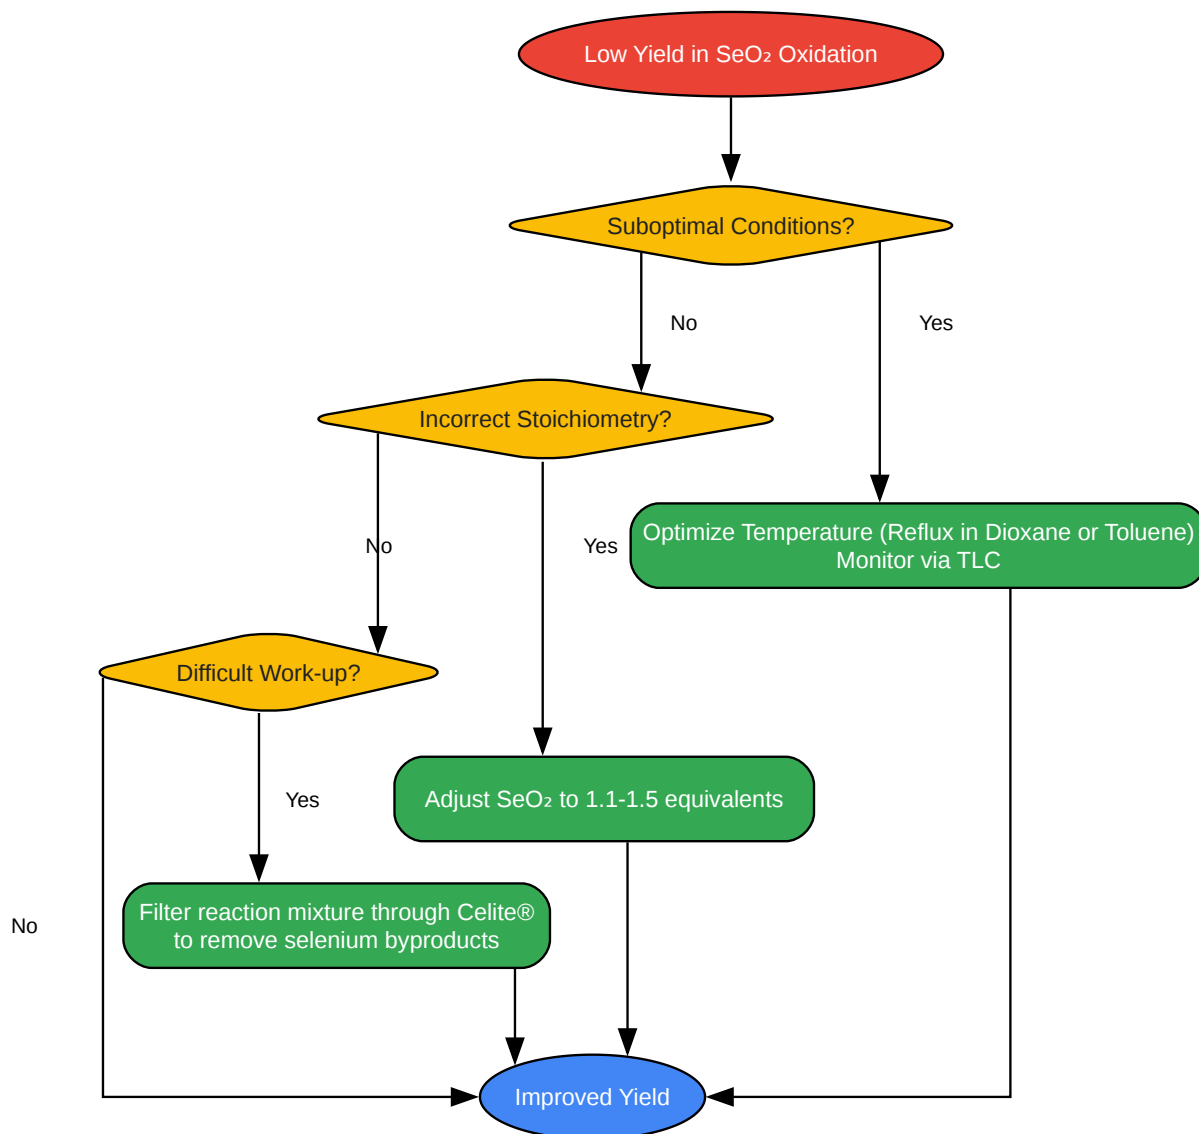 Low Yield in SeO₂ Oxidation
Suboptimal Conditions?
No
Yes
Incorrect Stoichiometry?
Optimize Temperature (Reflux in Dioxane or Toluene)
Monitor via TLC
No
Yes
Difficult Work-up?
Yes
Adjust SeO₂ to 1.1-1.5 equivalents
Filter reaction mixture through Celite®
to remove selenium byproducts
No
Improved Yield